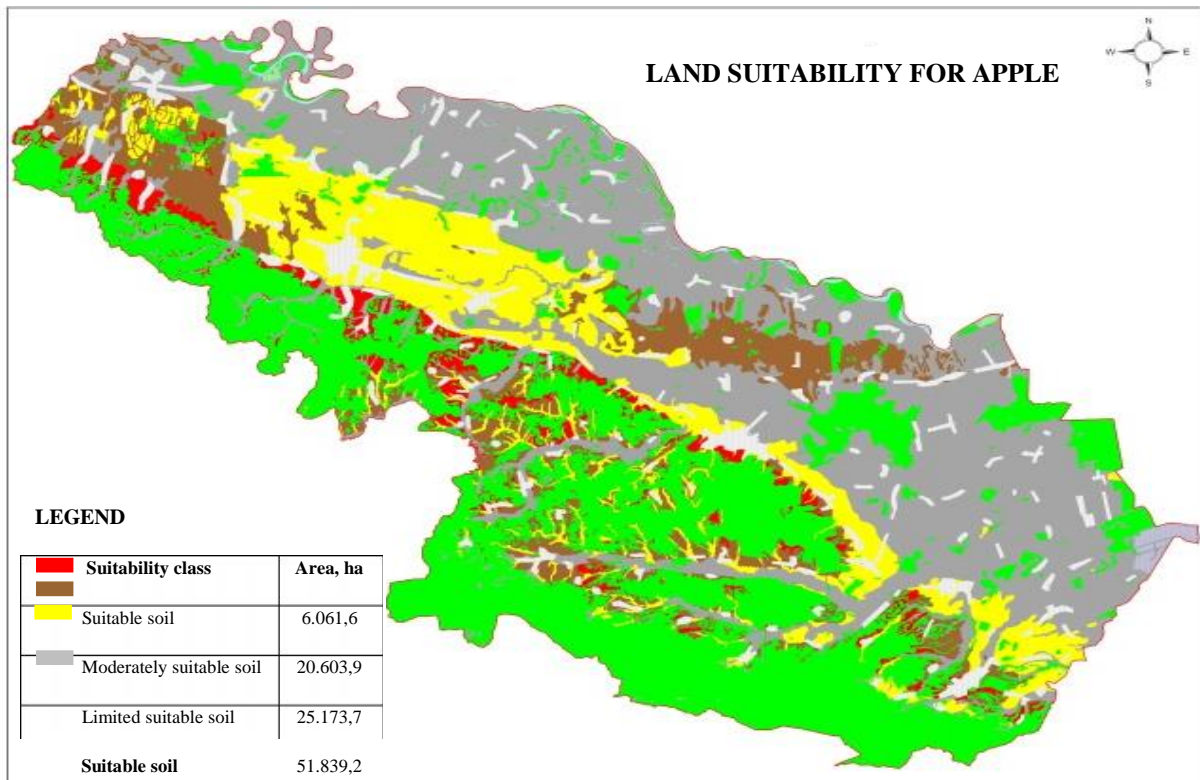 LAND SUITABILITY FOR APPLE
N
W E
S
LEGEND
Suitability class Area, ha
Suitable soil 6.061,6
Moderately suitable soil 20.603,9
Limited suitable soil 25.173,7
Suitable soil 51.839,2